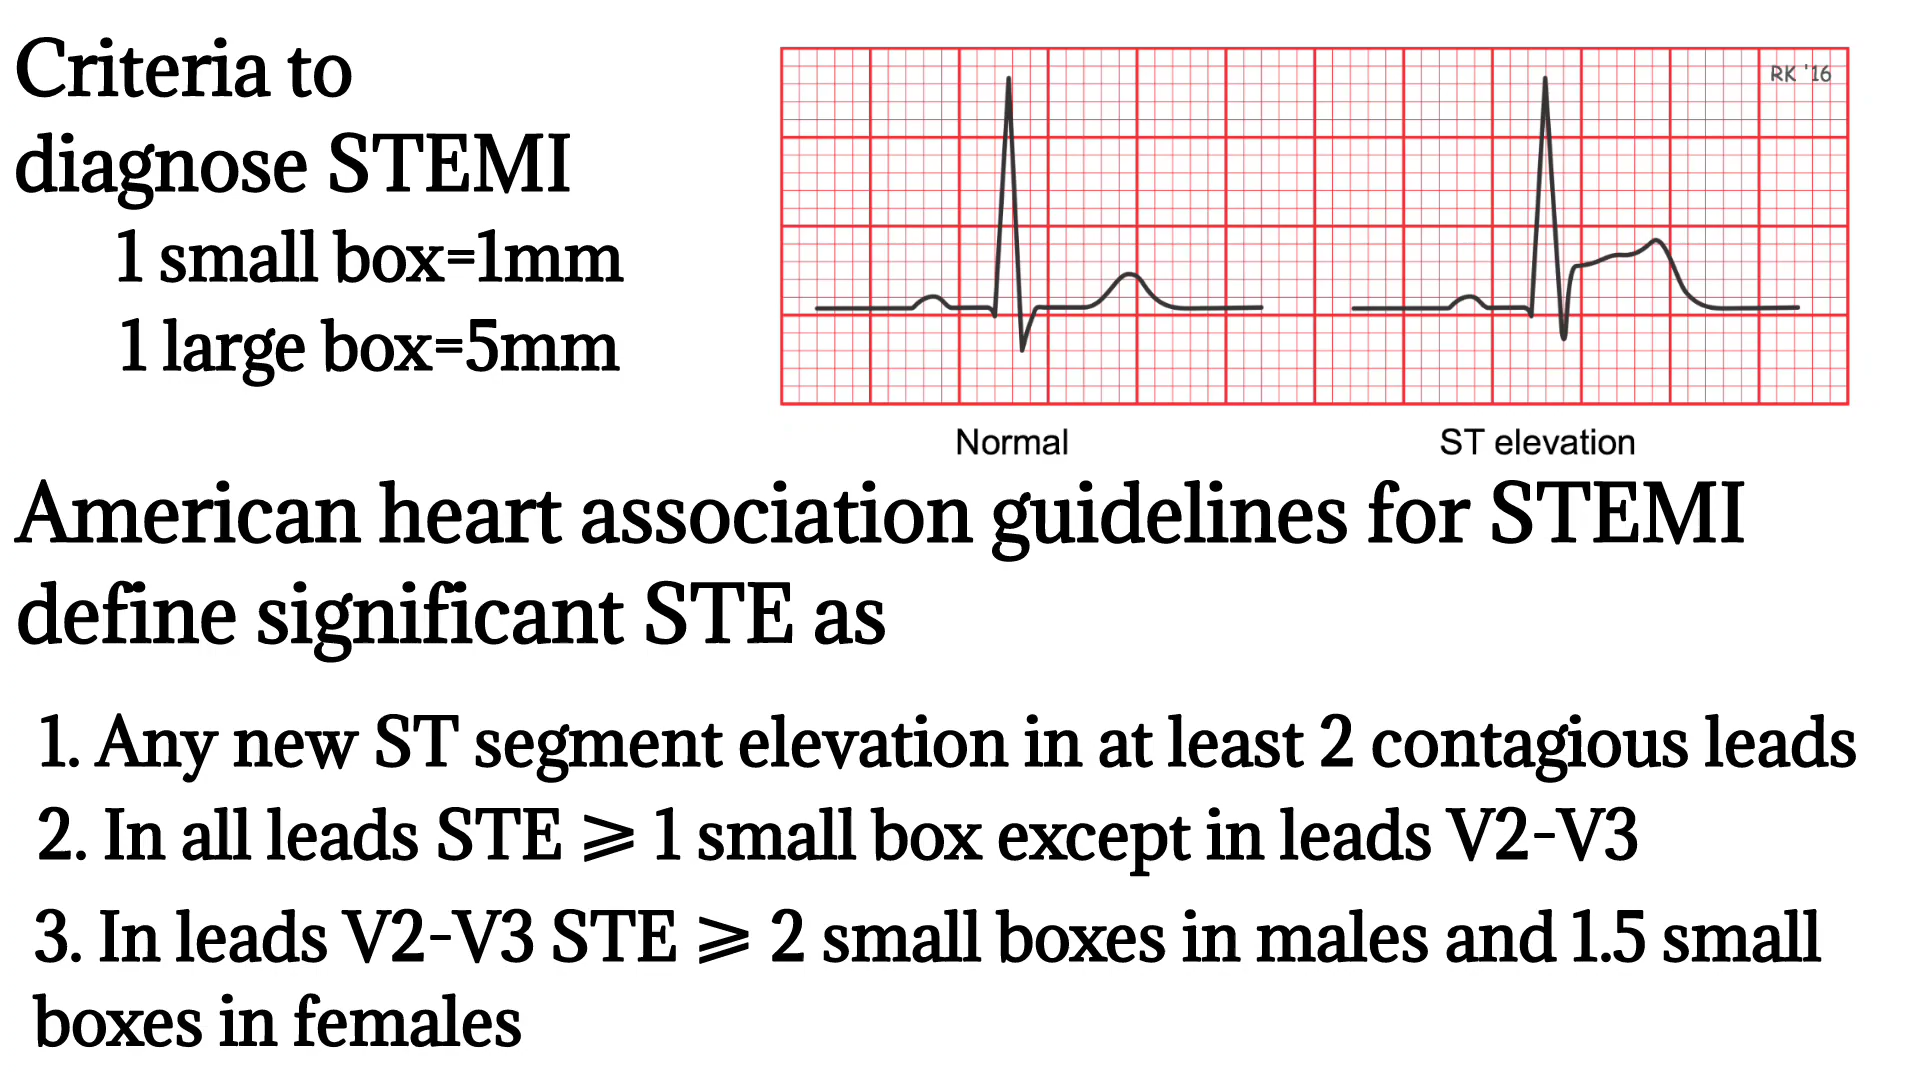 Criteria to
diagnose STEMI
1 small box=1mm
1 large box=5mm
RK '16
Normal
ST elevation
American heart association guidelines for STEMI
define significant STE as
1. Any new ST segment elevation in at least 2 contagious leads
2. In all leads STE ⩾ 1 small box except in leads V2-V3
3. In leads V2-V3 STE ⩾ 2 small boxes in males and 1.5 small
boxes in females